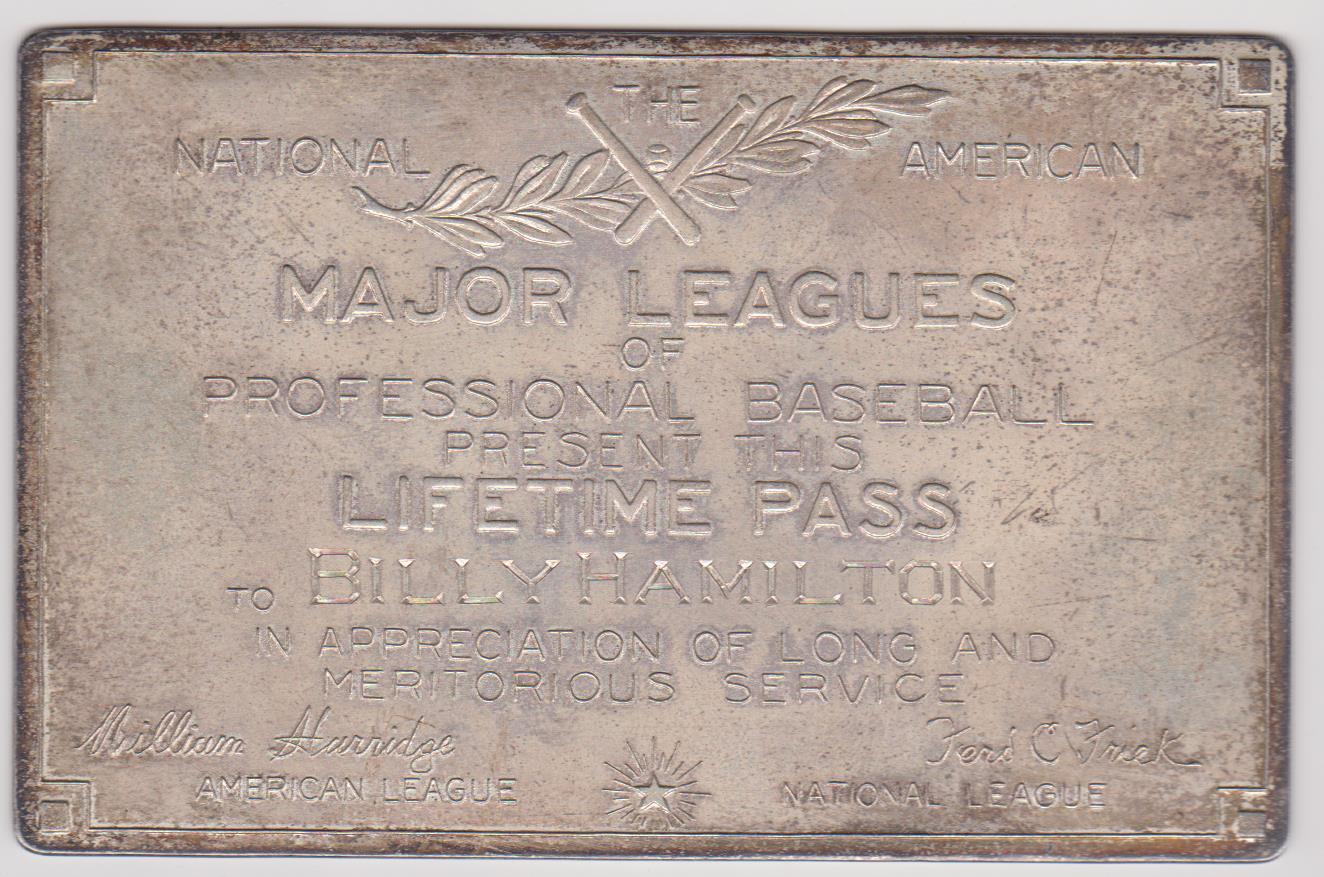 THE
NATIONAL AMERICAN
MAJOR LEAGUES
OF
PROFESSIONAL BASEBALL
PRESENT THIS
LIFETIME PASS
TO BILLY HAMILTON
IN APPRECIATION OF LONG AND
MERITORIOUS SERVICE
William Harridge Ford C Frick
AMERICAN LEAGUE NATIONAL LEAGUE